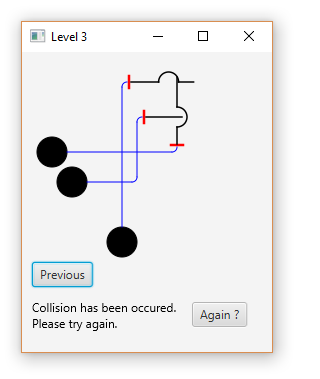 Level 3
Previous
Collision has been occured.
Please try again.
Again ?